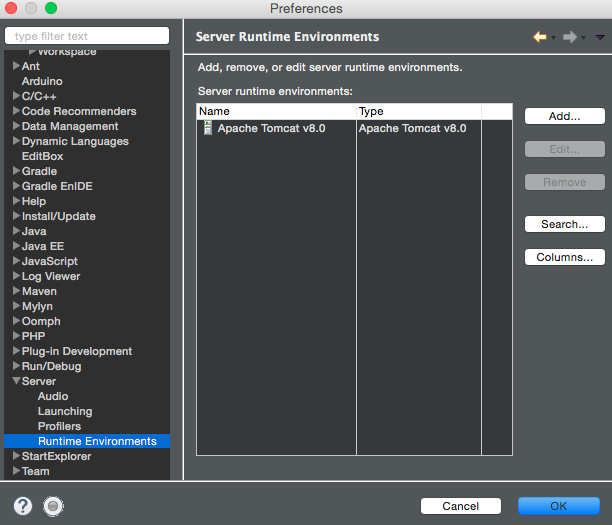 Preferences
type filter text
Workspace
Ant
Arduino
C/C++
Code Recommenders
Data Management
Dynamic Languages
EditBox
Gradle
Gradle EnIDE
Help
Install/Update
Java
Java EE
JavaScript
Log Viewer
Maven
Mylyn
Oomph
PHP
Plug-in Development
Run/Debug
Server
Audio
Launching
Profilers
Runtime Environments
StartExplorer
Team
Server Runtime Environments
Add, remove, or edit server runtime environments.
Server runtime environments:
Name Type
Apache Tomcat v8.0 Apache Tomcat v8.0
Add...
Edit...
Remove
Search...
Columns...
? Cancel OK